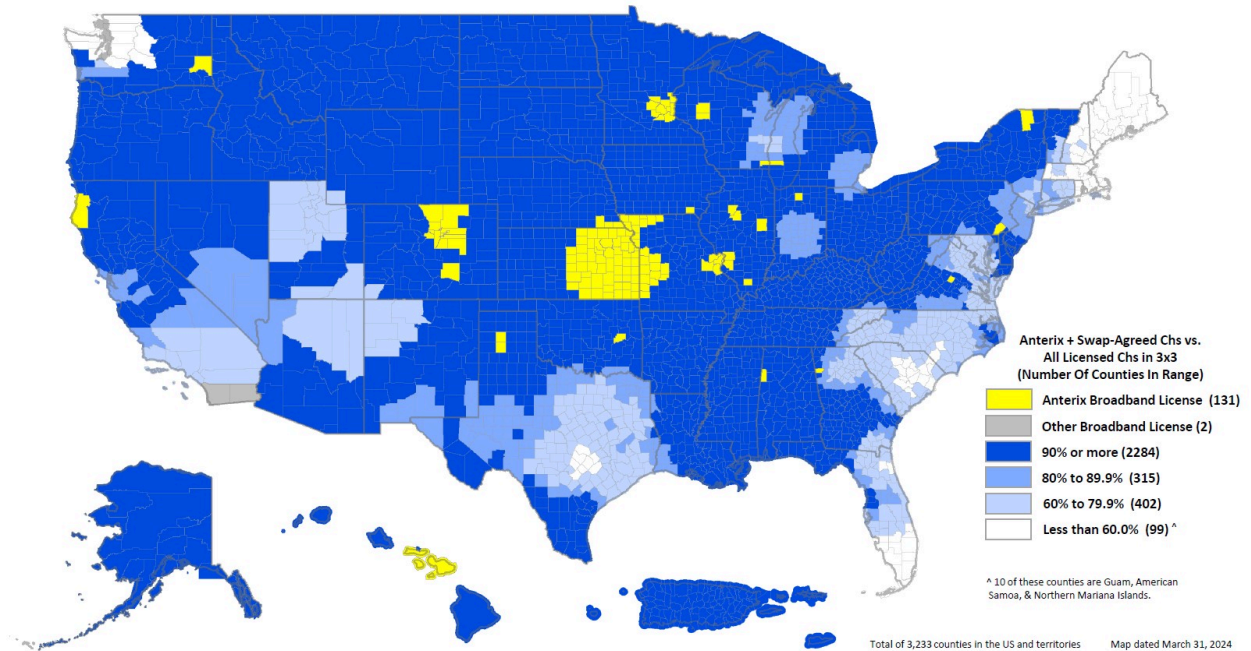 Anterix + Swap-Agreed Chs vs.
All Licensed Chs in 3x3
(Number Of Counties In Range)
Anterix Broadband License (131)
Other Broadband License (2)
90% or more (2284)
80% to 89.9% (315)
60% to 79.9% (402)
Less than 60.0% (99) ^
^ 10 of these counties are Guam, American
Samoa, & Northern Mariana Islands.
Total of 3,233 counties in the US and territories Map dated March 31, 2024